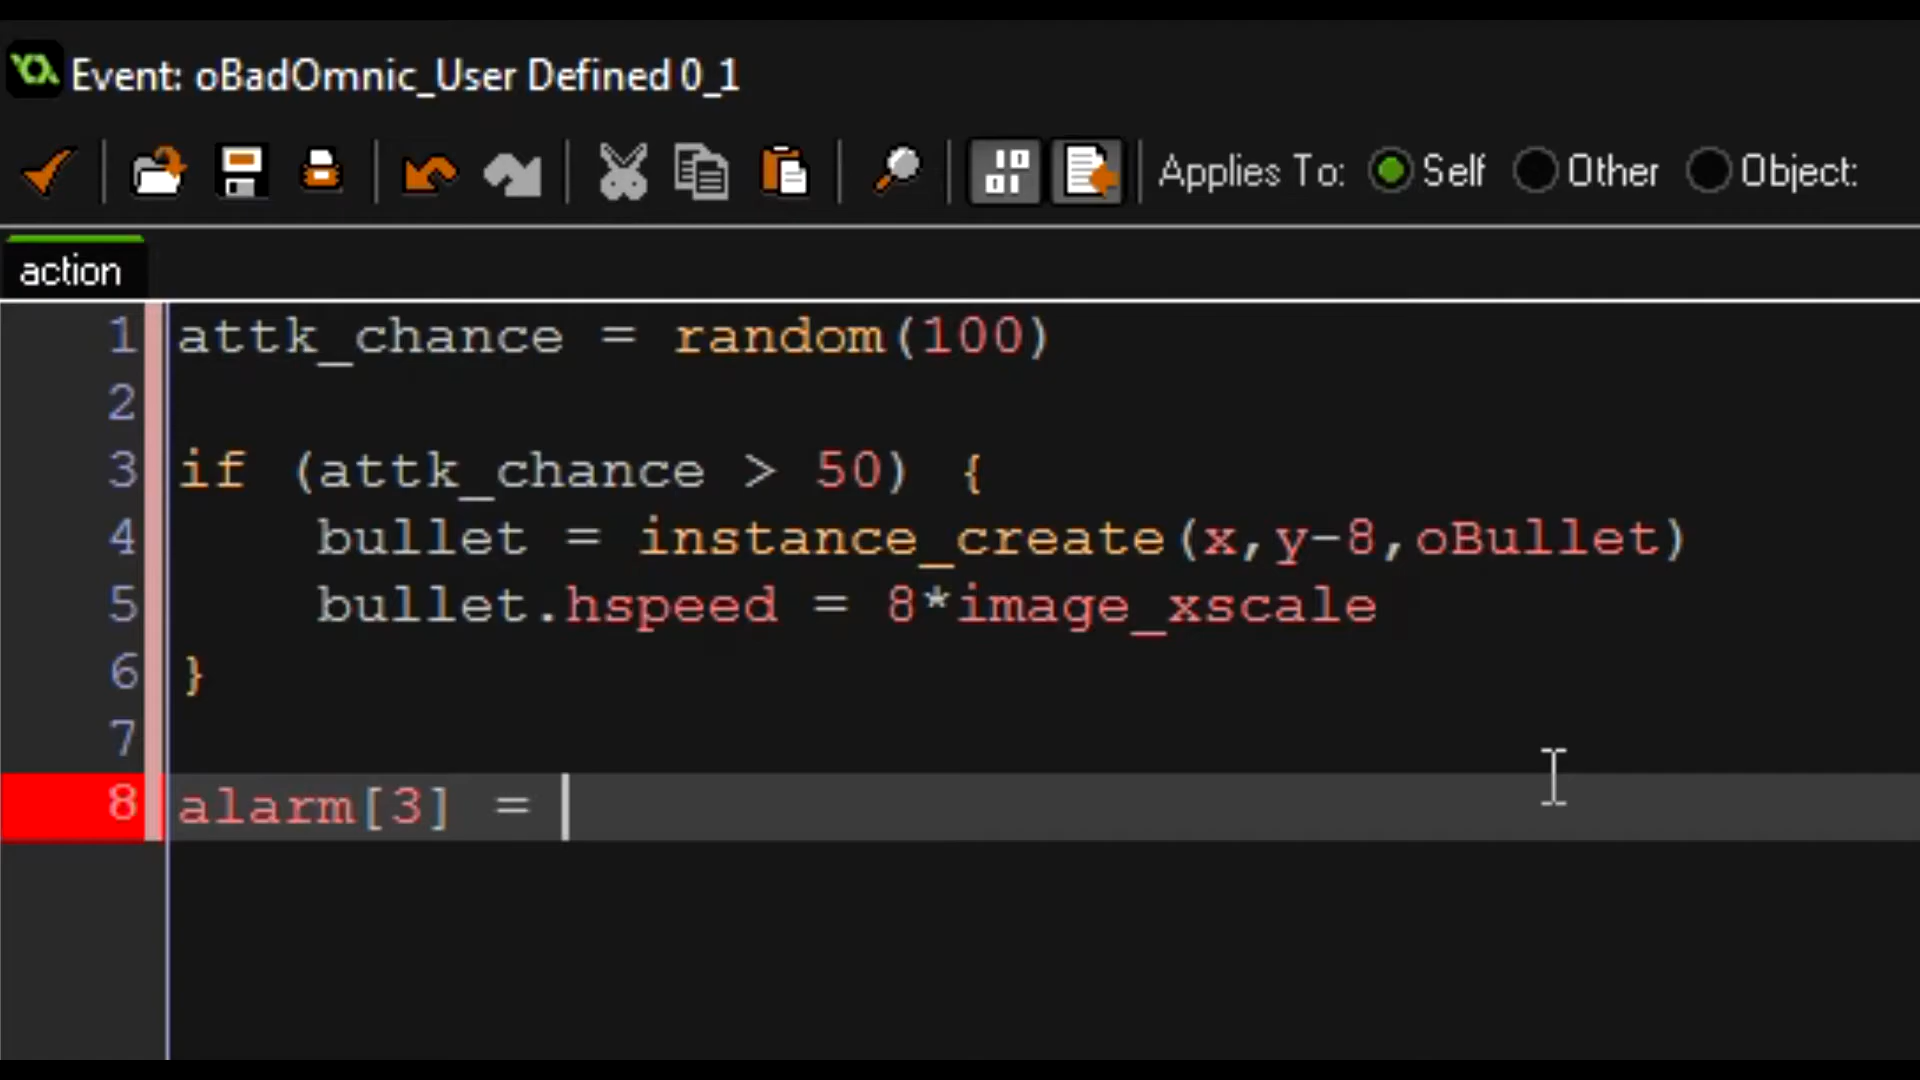 Event: oBadOmnic_User Defined 0_1
Applies To: Self Other Object:
action
1 attk_chance = random(100)
2
3 if (attk_chance > 50) {
4 bullet = instance_create(x,y-8,oBullet)
5 bullet.hspeed = 8*image_xscale
6 }
7
8 alarm[3] =